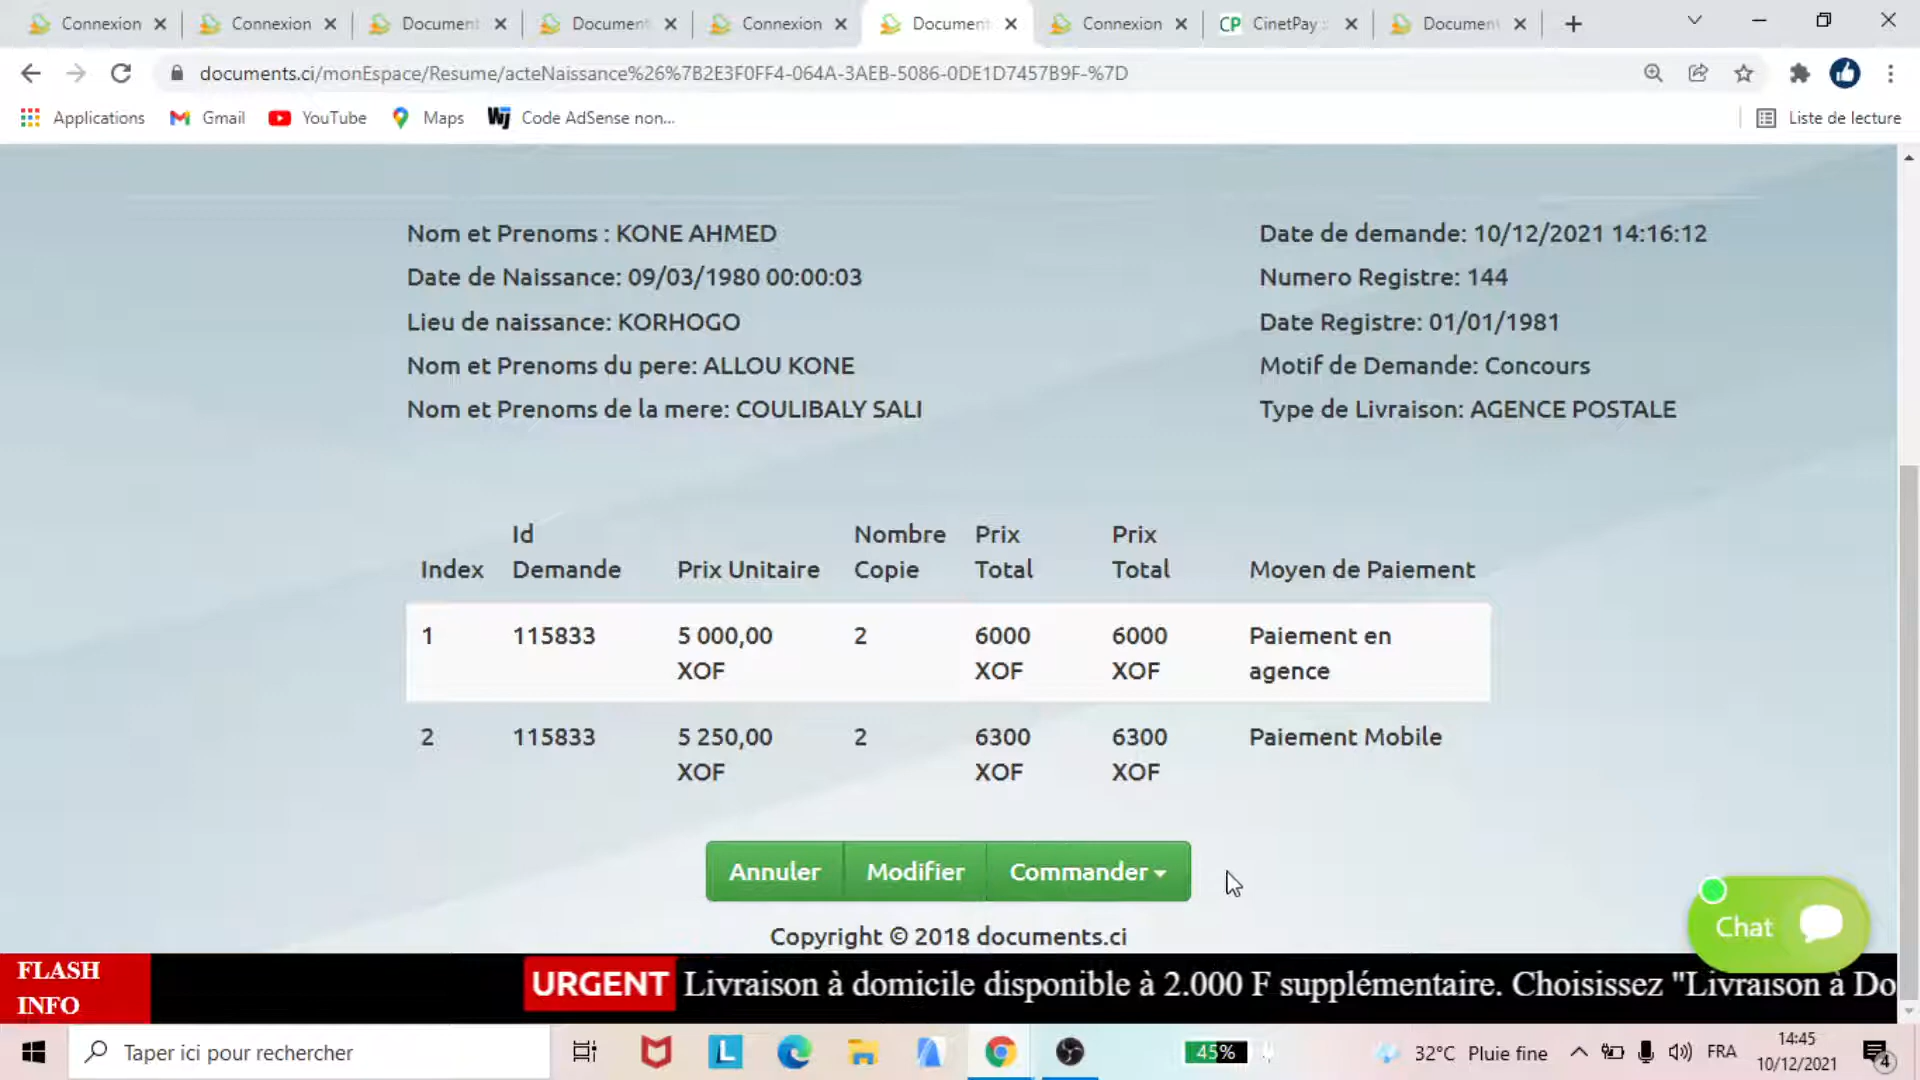 Connexion
Connexion
Document
Document
Connexion
Document
Connexion
CP CinetPay :
Document
documents.ci/monEspace/Resume/acteNaissance%26%7B2E3F0FF4-064A-3AEB-5086-0DE1D7457B9F-%7D
Applications
Gmail
YouTube
Maps
Code AdSense non...
Liste de lecture
Nom et Prenoms : KONE AHMED
Date de Naissance: 09/03/1980 00:00:03
Lieu de naissance: KORHOGO
Nom et Prenoms du pere: ALLOU KONE
Nom et Prenoms de la mere: COULIBALY SALI
Date de demande: 10/12/2021 14:16:12
Numero Registre: 144
Date Registre: 01/01/1981
Motif de Demande: Concours
Type de Livraison: AGENCE POSTALE
Index Id Demande Prix Unitaire Nombre Copie Prix Total Prix Total Moyen de Paiement
1 115833 5 000,00 XOF 2 6000 XOF 6000 XOF Paiement en agence
2 115833 5 250,00 XOF 2 6300 XOF 6300 XOF Paiement Mobile
Annuler Modifier Commander
Copyright © 2018 documents.ci
Chat
FLASH INFO
URGENT Livraison à domicile disponible à 2.000 F supplémentaire. Choisissez "Livraison à Do
Taper ici pour rechercher
L
45%
32°C Pluie fine
FRA
14:45
10/12/2021
4